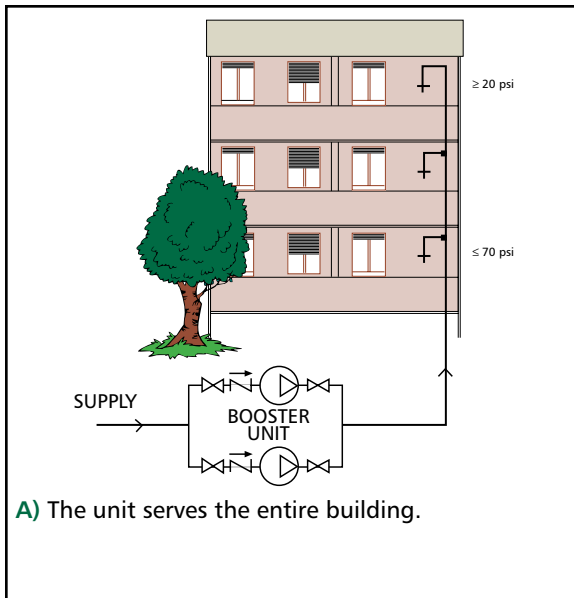 ≥ 20 psi
≤ 70 psi
SUPPLY
BOOSTER
UNIT
A) The unit serves the entire building.